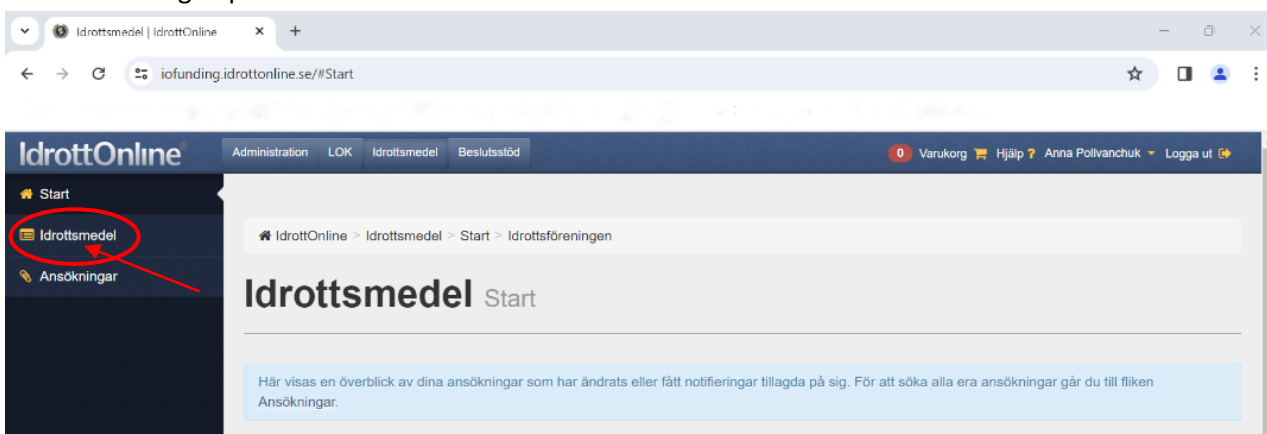 Idrottsmedel | IdrottOnline
iofunding.idrottonline.se/#Start
IdrottOnline
Administration LOK Idrottsmedel Beslutsstöd
0 Varukorg Hjälp ? Anna Polivanchuk Logga ut
Start
Idrottsmedel
Ansökningar
IdrottOnline > Idrottsmedel > Start > Idrottsföreningen
Idrottsmedel Start
Här visas en överblick av dina ansökningar som har ändrats eller fått notifieringar tillagda på sig. För att söka alla era ansökningar går du till fliken
Ansökningar.